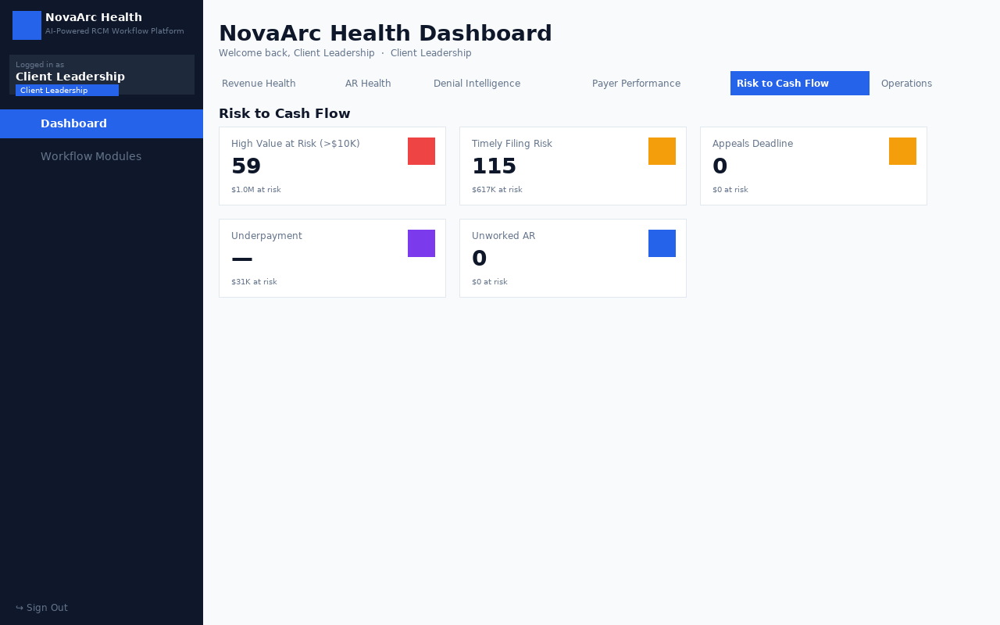 NovaArc Health
AI-Powered RCM Workflow Platform
Logged in as
Client Leadership
Client Leadership
Dashboard
Workflow Modules
↪ Sign Out
NovaArc Health Dashboard
Welcome back, Client Leadership · Client Leadership
Revenue Health AR Health Denial Intelligence Payer Performance Risk to Cash Flow Operations
Risk to Cash Flow
High Value at Risk (>$10K)
59
$1.0M at risk
Timely Filing Risk
115
$617K at risk
Appeals Deadline
0
$0 at risk
Underpayment
—
$31K at risk
Unworked AR
0
$0 at risk